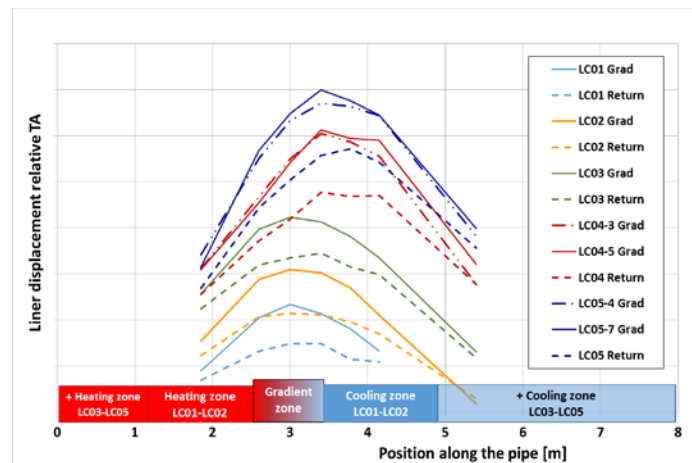 Liner displacement relative TA
LC01 Grad
LC01 Return
LC02 Grad
LC02 Return
LC03 Grad
LC03 Return
LC04-3 Grad
LC04-5 Grad
LC04 Return
LC05-4 Grad
LC05-7 Grad
LC05 Return
+ Heating zone
LC03-LC05
Heating zone
LC01-LC02
Gradient
zone
Cooling zone
LC01-LC02
+ Cooling zone
LC03-LC05
0 1 2 3 4 5 6 7 8
Position along the pipe [m]